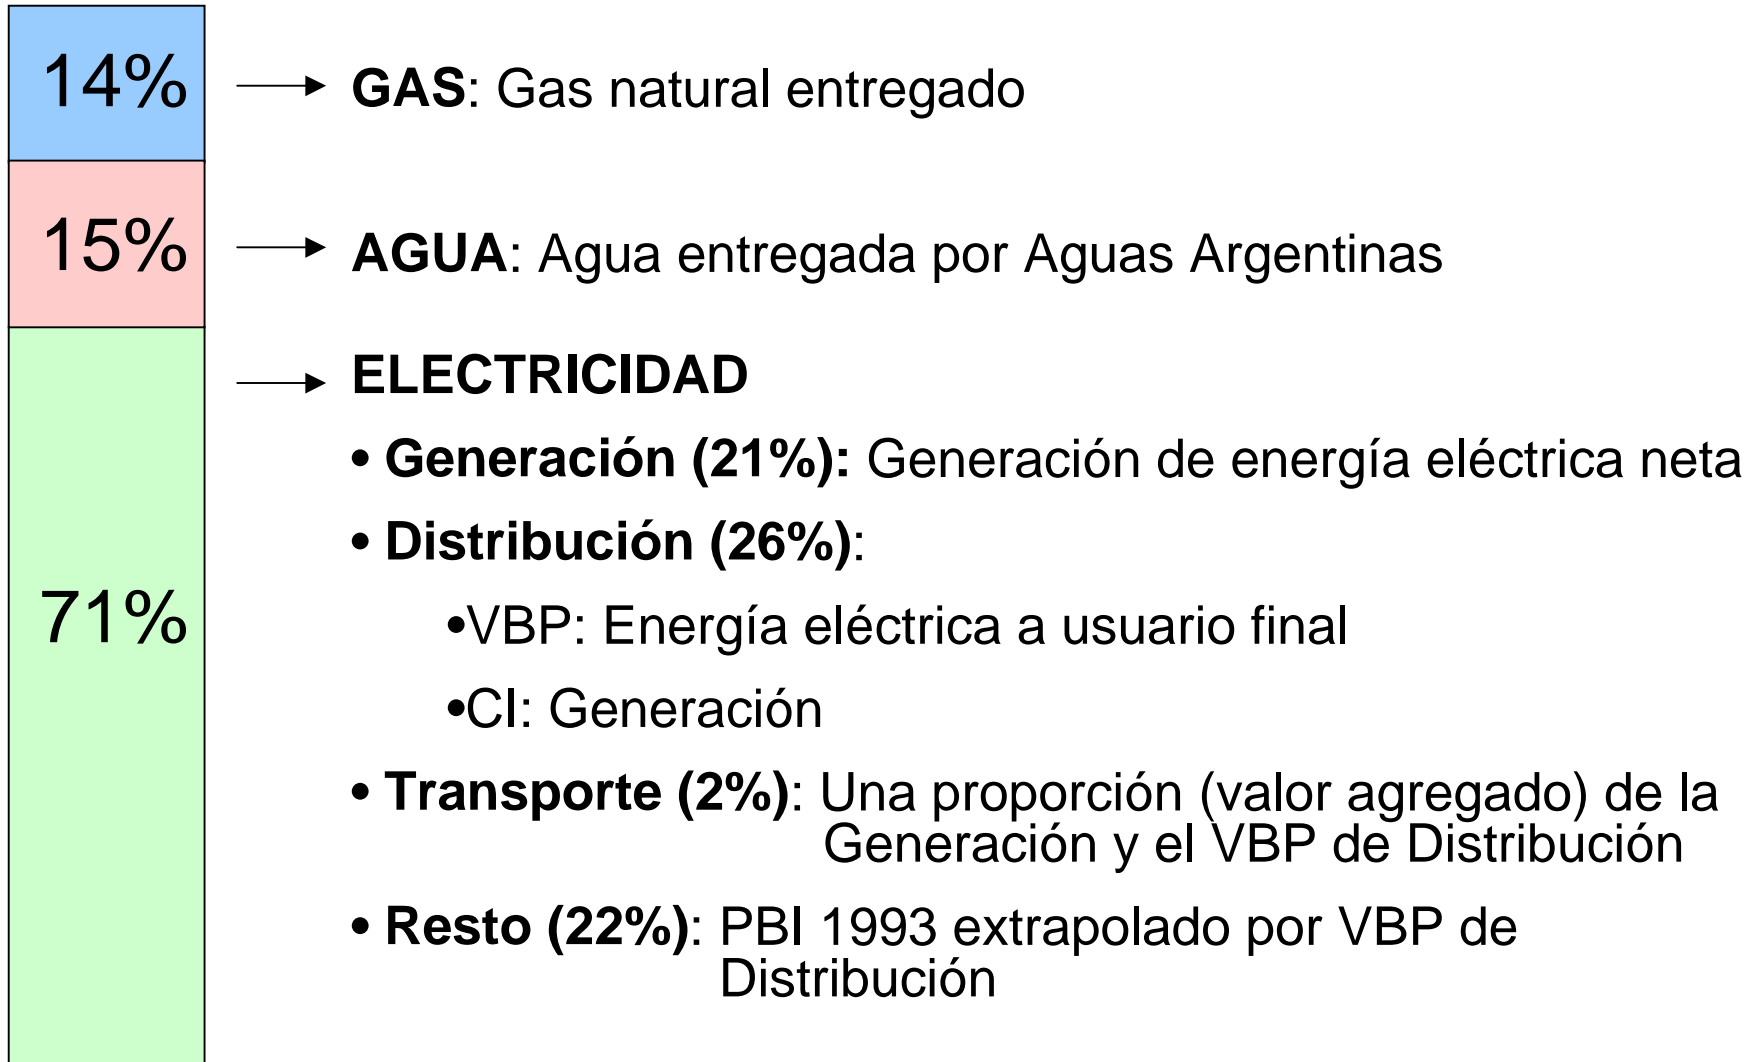 14%
GAS: Gas natural entregado
15%
AGUA: Agua entregada por Aguas Argentinas
ELECTRICIDAD
• Generación (21%): Generación de energía eléctrica neta
• Distribución (26%):
71%
•VBP: Energía eléctrica a usuario final
•CI: Generación
• Transporte (2%): Una proporción (valor agregado) de la
Generación y el VBP de Distribución
• Resto (22%): PBI 1993 extrapolado por VBP de
Distribución